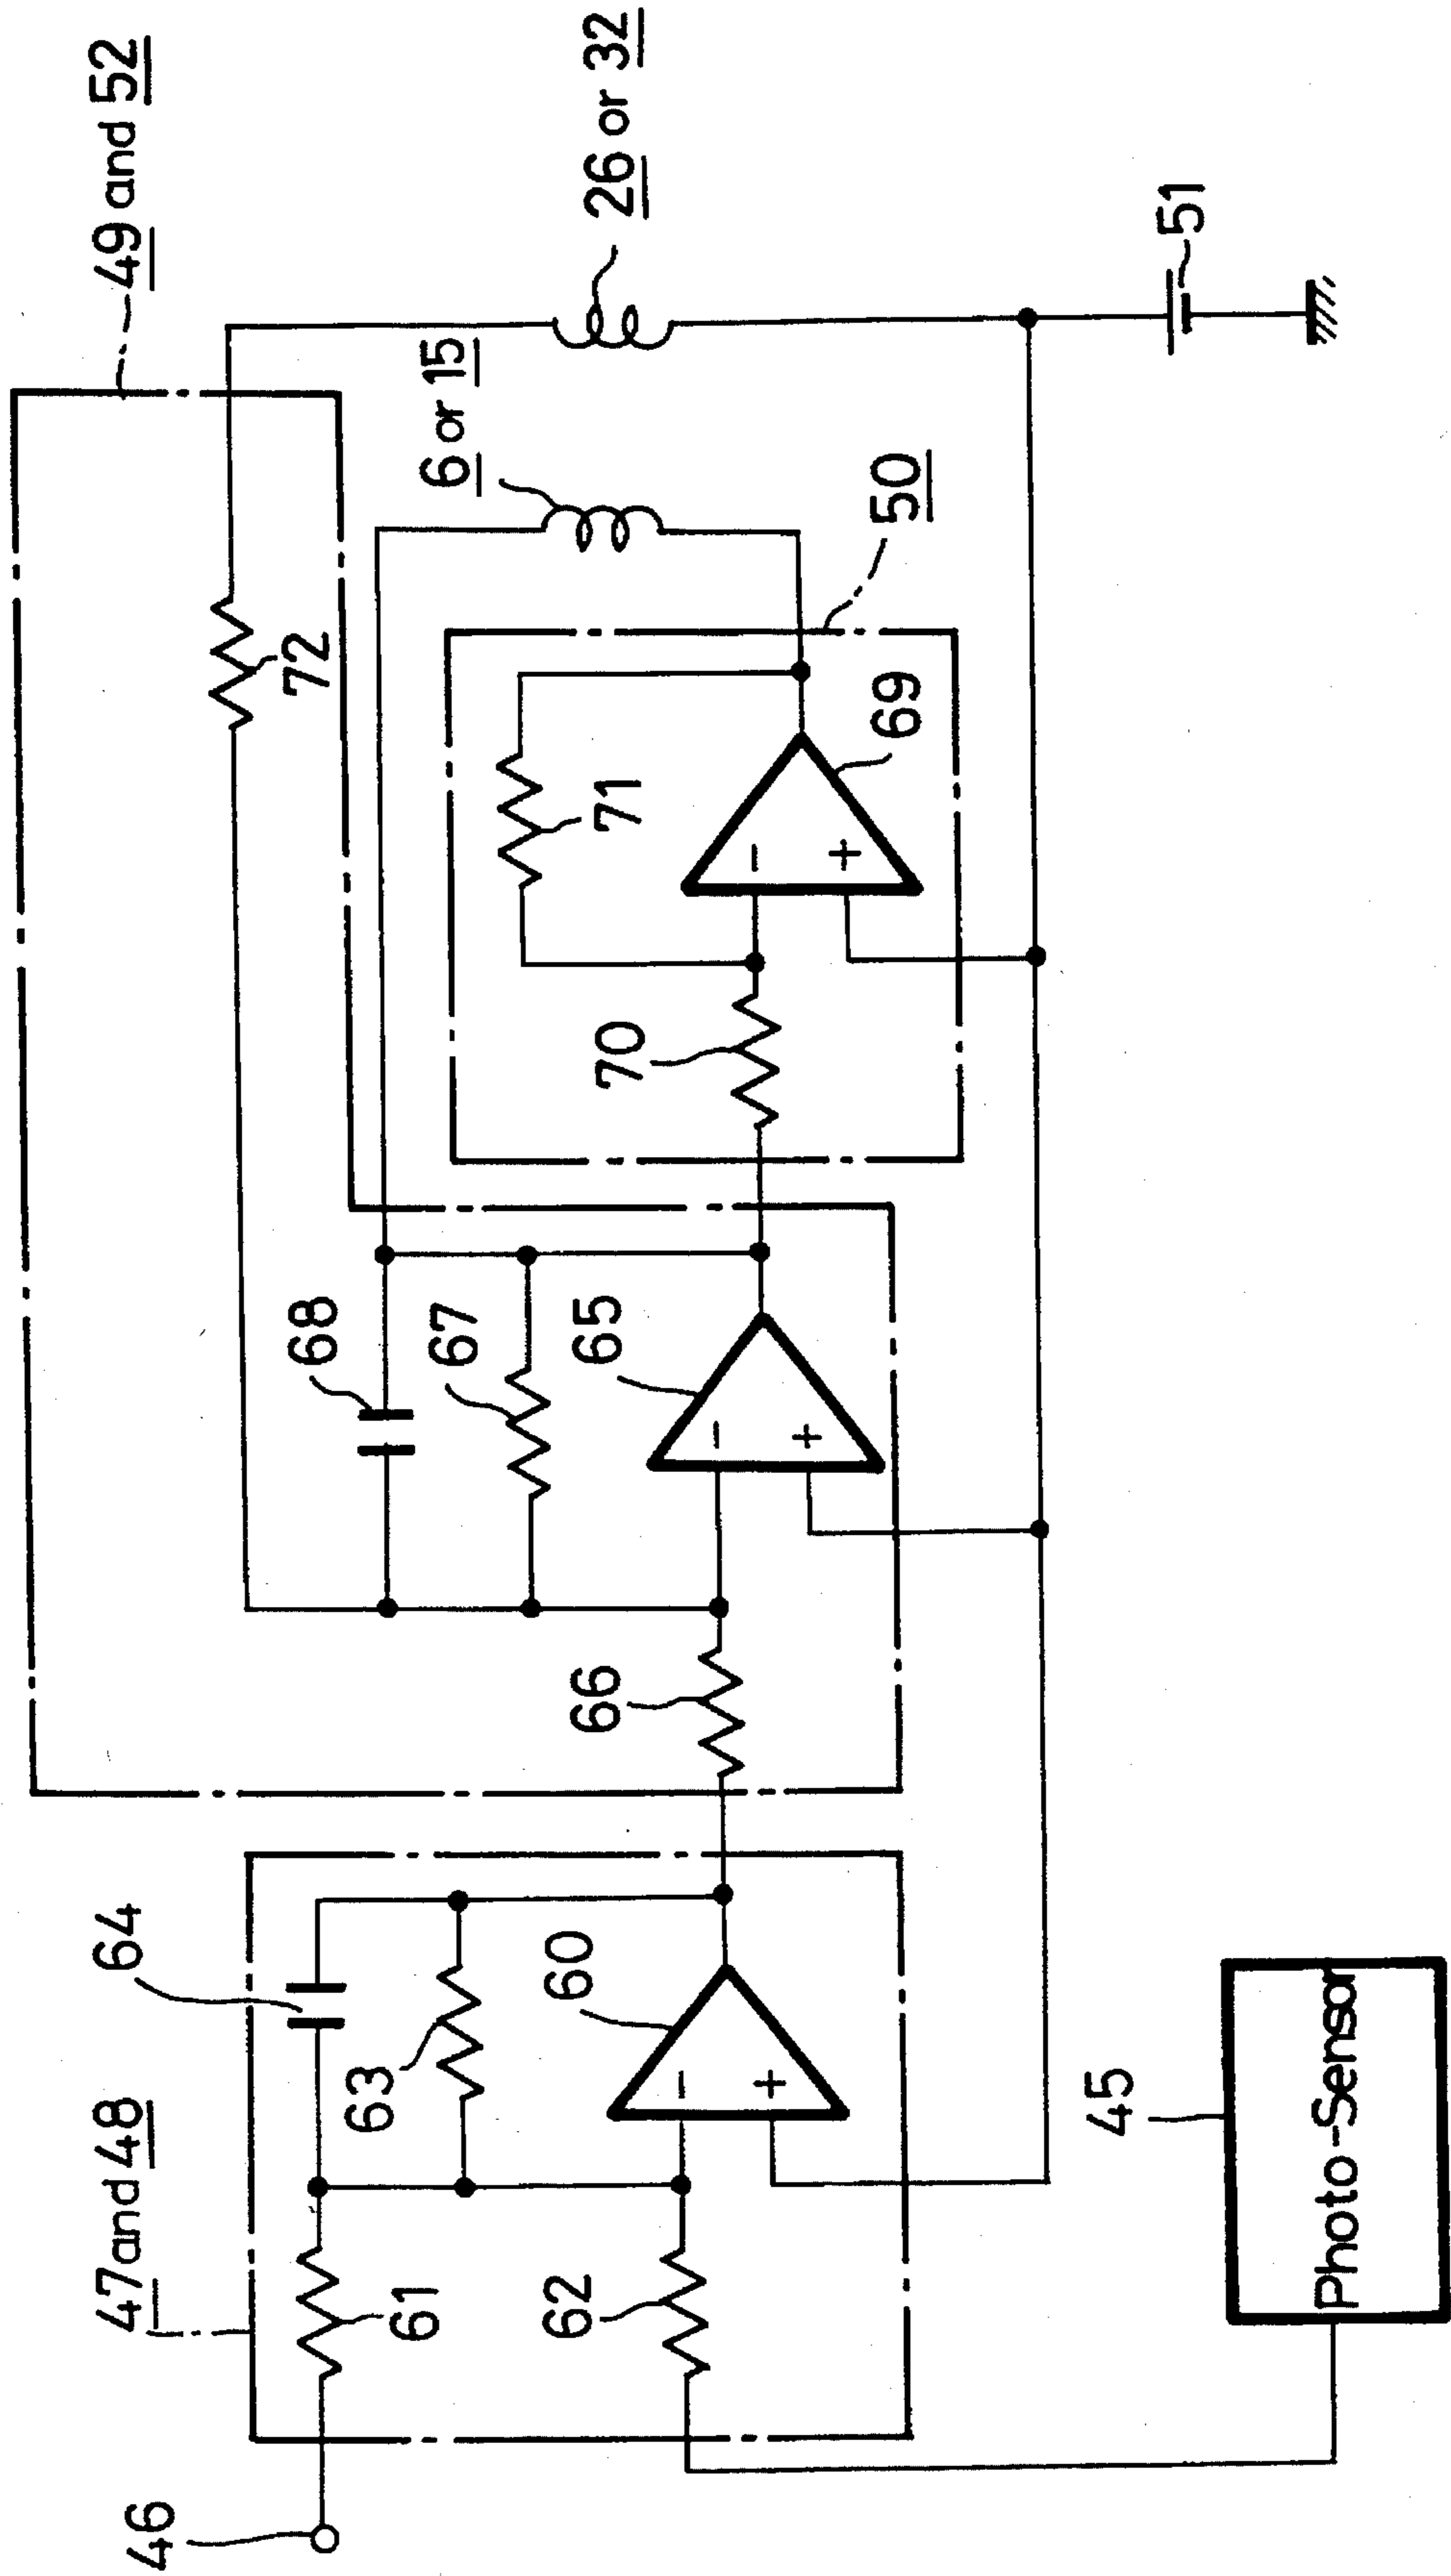 49 and 52
72
26 or 32
6 or 15
68
67
71
50
65
70
69
66
51
47 and 48
64
63
60
61
62
46
45
Photo-Sensor
- + - + - +